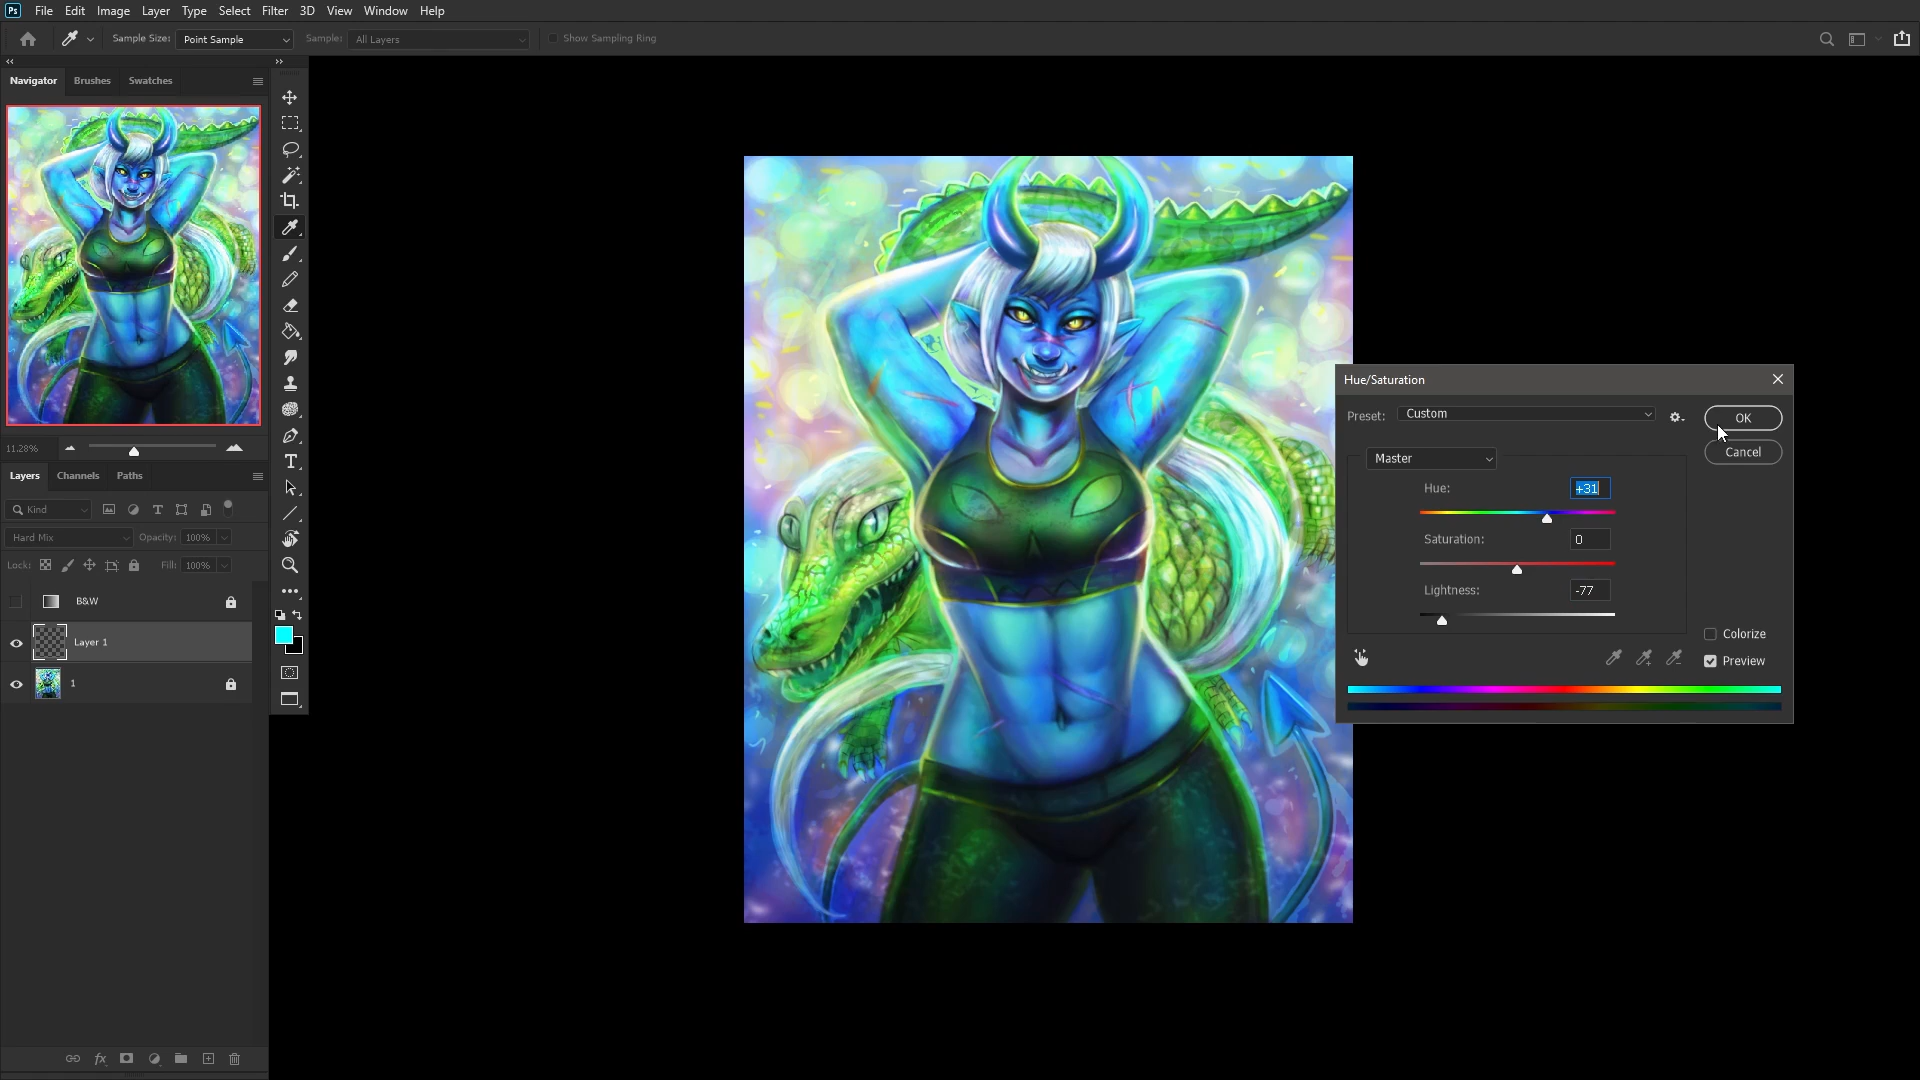 Ps File Edit Image Layer Type Select Filter 3D View Window Help
Sample Size: Point Sample Sample: All Layers Show Sampling Ring
Navigator Brushes Swatches
11.28%
Layers Channels Paths
Kind
Hard Mix Opacity: 100%
Lock: Fill: 100%
B&W
Layer 1
1
fx
Hue/Saturation
Preset: Custom
OK
Cancel
Master
Hue: +31
Saturation: 0
Lightness: -77
Colorize
Preview